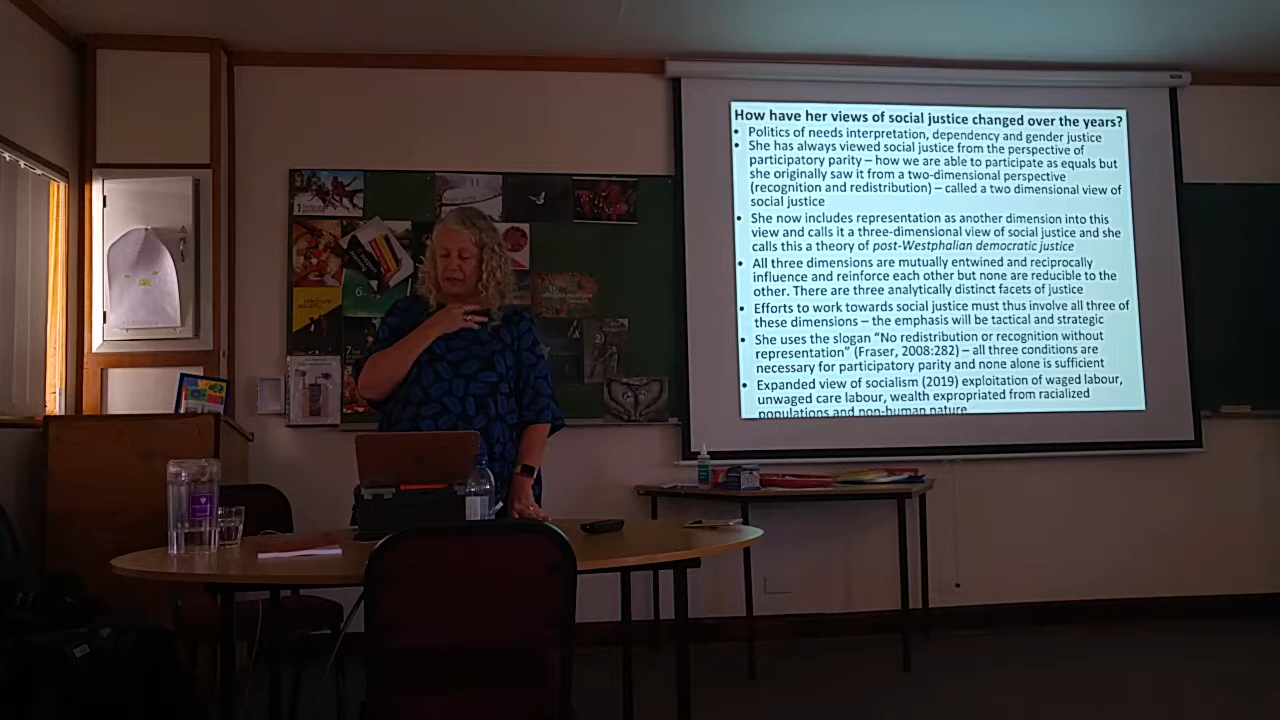 How have her views of social justice changed over the years?
• Politics of needs interpretation, dependency and gender justice
• She has always viewed social justice from the perspective of
participatory parity – how we are able to participate as equals but
she originally saw it from a two-dimensional perspective
(recognition and redistribution) – called a two dimensional view of
social justice
• She now includes representation as another dimension into this
view and calls it a three-dimensional view of social justice and she
calls this a theory of post-Westphalian democratic justice
• All three dimensions are mutually entwined and reciprocally
influence and reinforce each other but none are reducible to the
other. There are three analytically distinct facets of justice
• Efforts to work towards social justice must thus involve all three of
these dimensions – the emphasis will be tactical and strategic
• She uses the slogan “No redistribution or recognition without
representation” (Fraser, 2008:282) – all three conditions are
necessary for participatory parity and none alone is sufficient
• Expanded view of socialism (2019) exploitation of waged labour,
unwaged care labour, wealth expropriated from racialized
populations and non-human nature